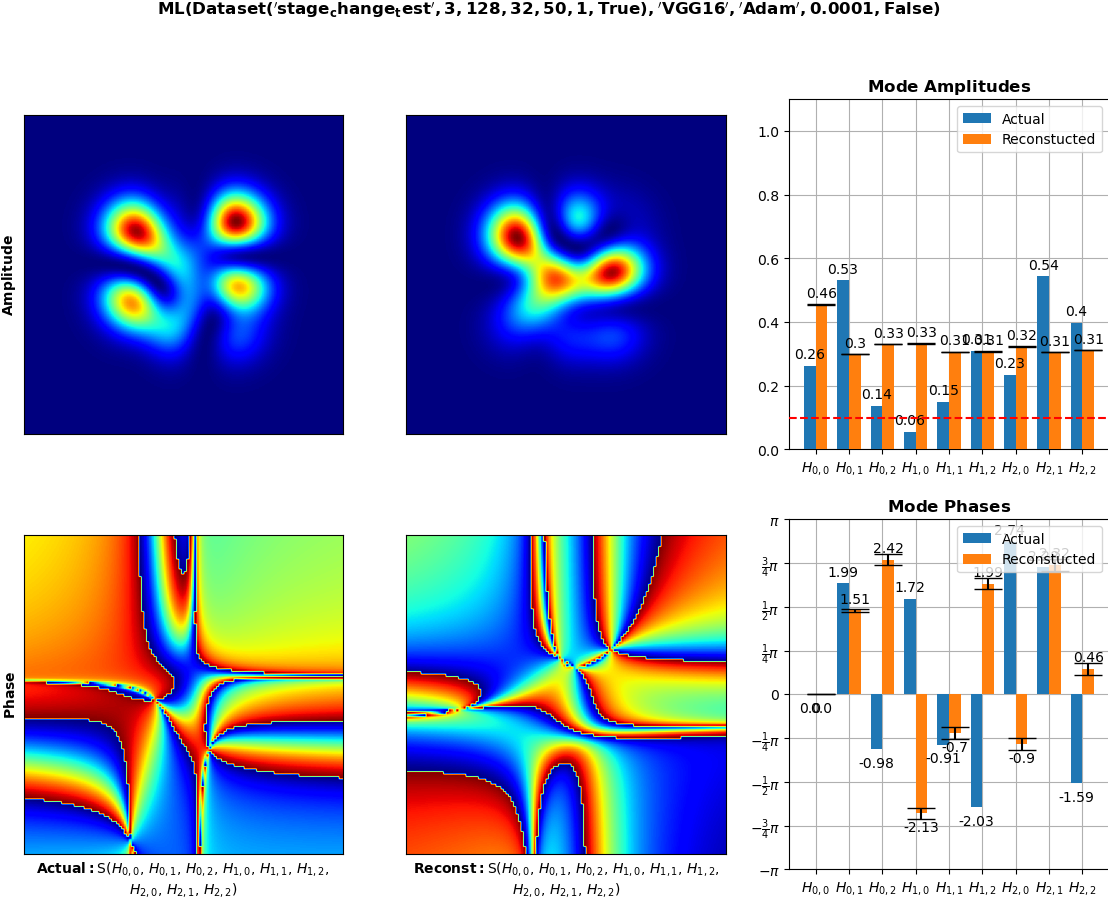 ML(Dataset('stage_change_test', 3, 128, 32, 50, 1, True), 'VGG16', 'Adam', 0.0001, False)
Amplitude
Mode Amplitudes
Actual
Reconstucted
1.0
0.8
0.6
0.4
0.2
0.0
0.26
0.46
0.53
0.3
0.14
0.33
0.06
0.33
0.15
0.31
0.31
0.31
0.23
0.32
0.54
0.31
0.4
0.31
H0,0 H0,1 H0,2 H1,0 H1,1 H1,2 H2,0 H2,1 H2,2
Phase
Actual: S(H0,0, H0,1, H0,2, H1,0, H1,1, H1,2,
H2,0, H2,1, H2,2)
Reconst: S(H0,0, H0,1, H0,2, H1,0, H1,1, H1,2,
H2,0, H2,1, H2,2)
Mode Phases
Actual
Reconstucted
π
3/4π
1/2π
1/4π
0
−1/4π
−1/2π
−3/4π
−π
0.0
0.0
1.99
1.51
-0.98
2.42
1.72
-2.13
-0.91
-0.7
-2.03
1.99
2.74
-0.9
-1.59
0.46
H0,0 H0,1 H0,2 H1,0 H1,1 H1,2 H2,0 H2,1 H2,2